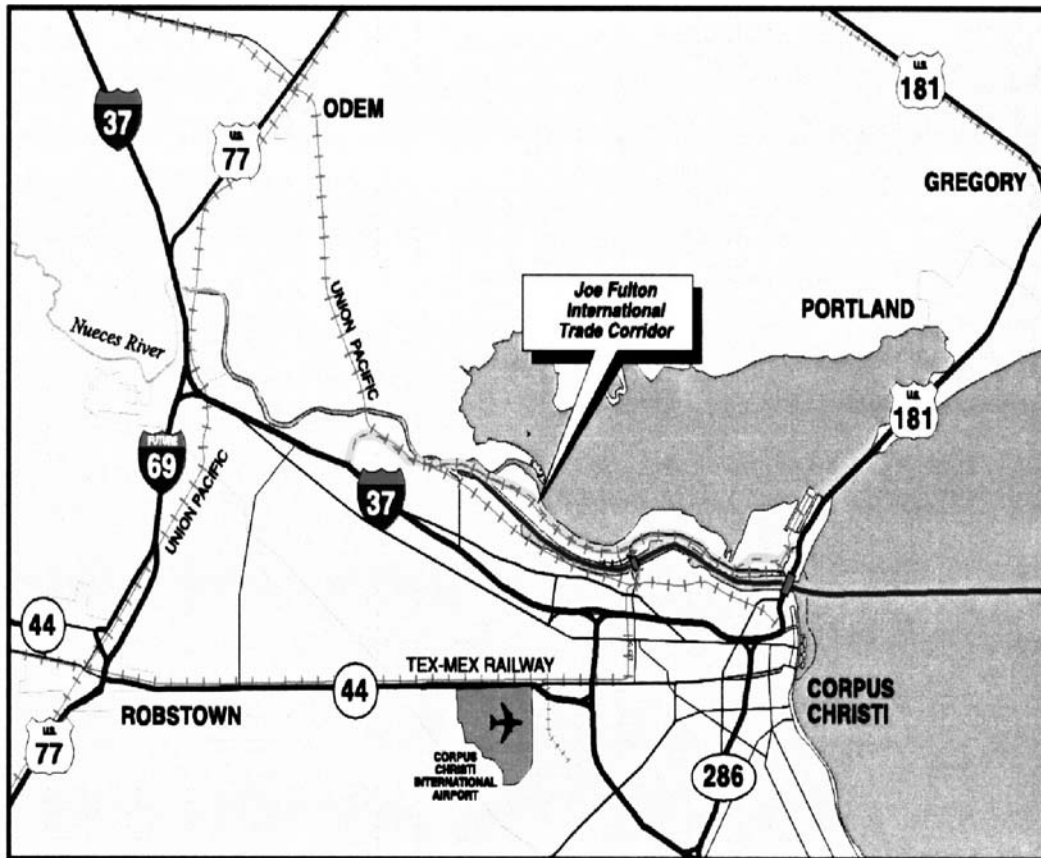 U.S.
181
37
ODEM
U.S.
77
GREGORY
Joe Fulton
International
Trade Corridor
UNION PACIFIC
PORTLAND
Nueces River
U.S.
181
FUTURE
69
UNION PACIFIC
37
44
TEX-MEX RAILWAY
44
ROBSTOWN
CORPUS
CHRISTI
U.S.
77
CORPUS
CHRISTI
INTERNATIONAL
AIRPORT
286